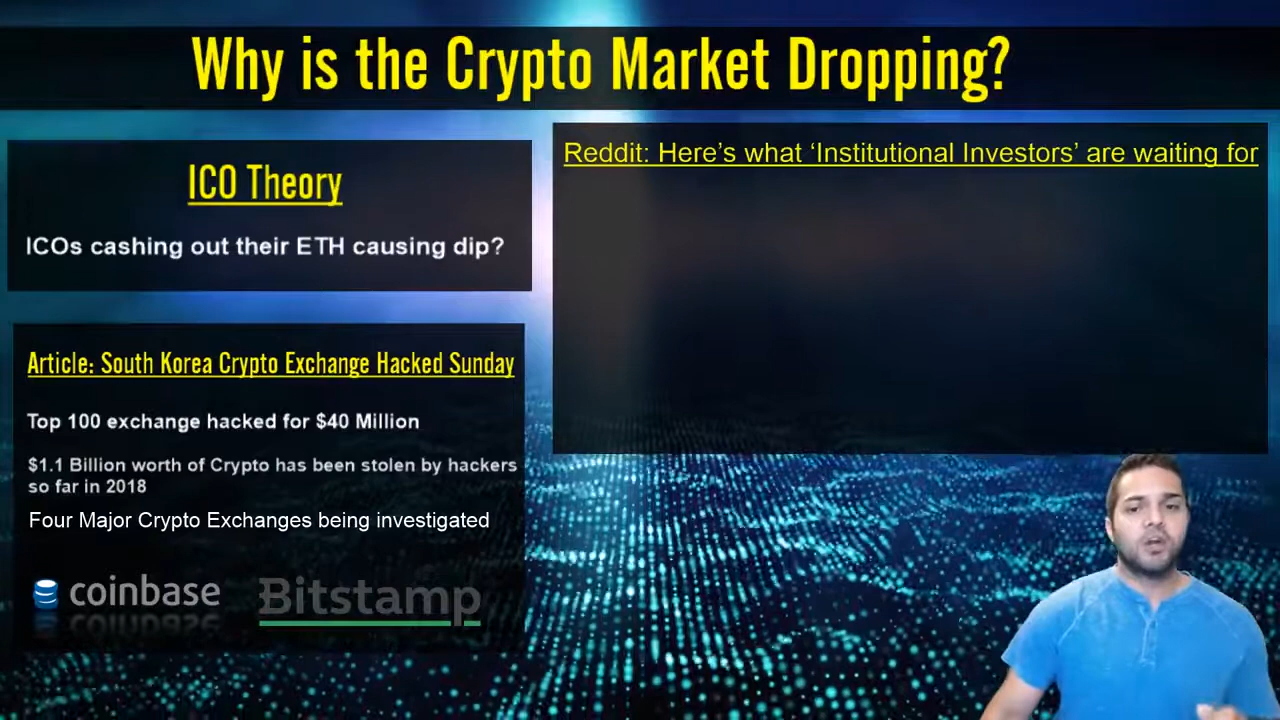 Why is the Crypto Market Dropping?
ICO Theory
ICOs cashing out their ETH causing dip?
Article: South Korea Crypto Exchange Hacked Sunday
Top 100 exchange hacked for $40 Million
$1.1 Billion worth of Crypto has been stolen by hackers
so far in 2018
Four Major Crypto Exchanges being investigated
coinbase
Bitstamp
Reddit: Here’s what ‘Institutional Investors’ are waiting for